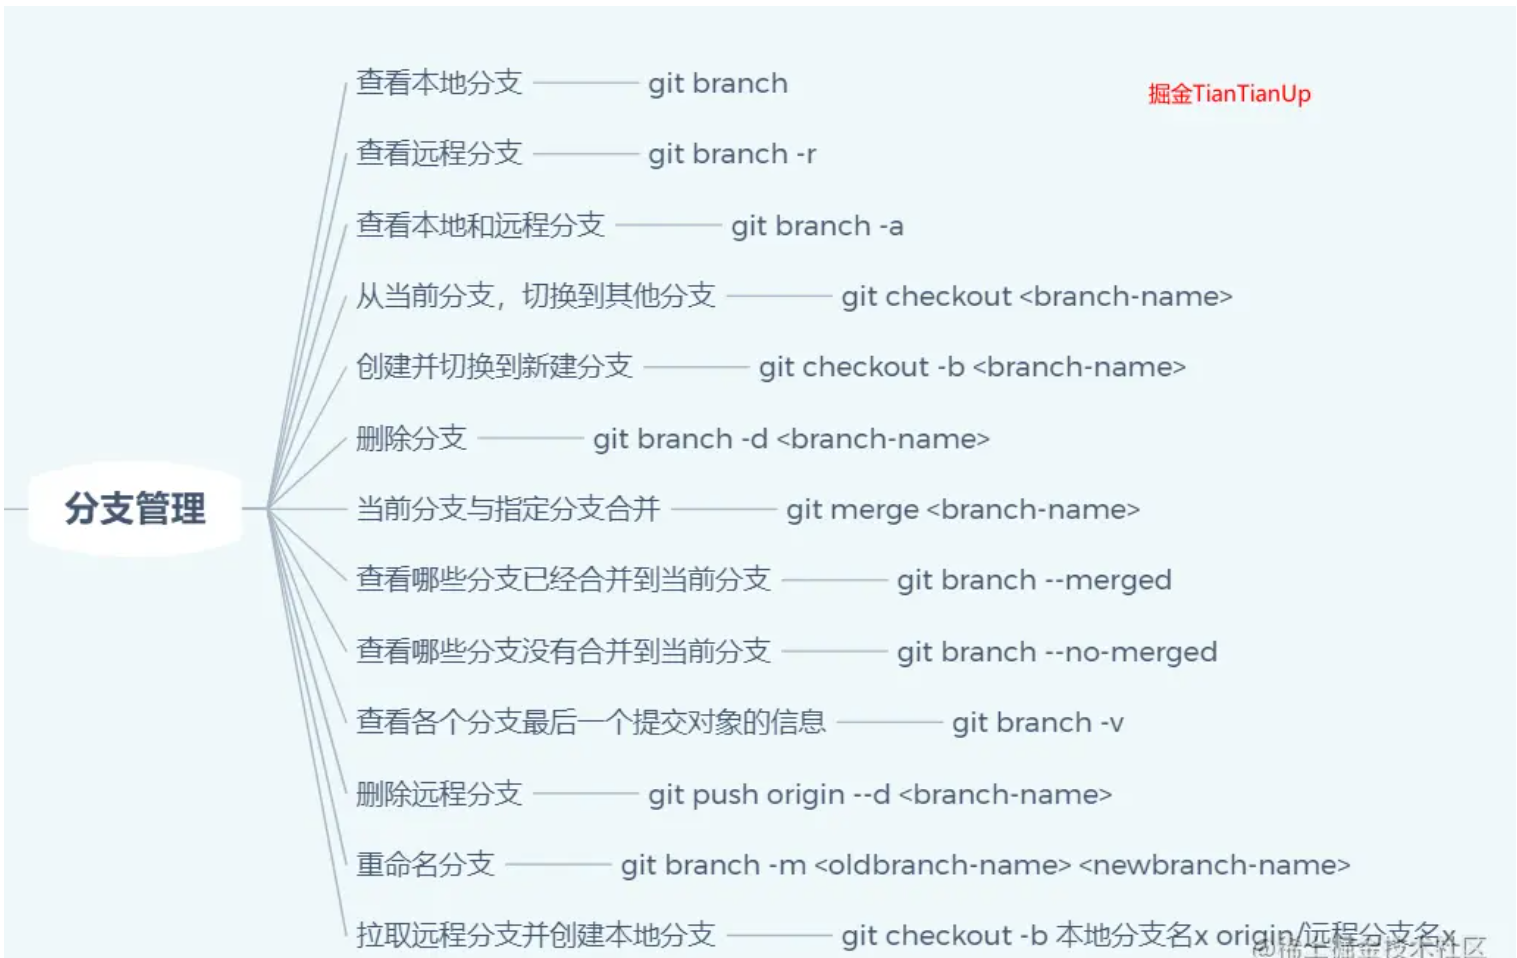 查看本地分支 git branch
掘金TianTianUp
查看远程分支 git branch -r
查看本地和远程分支 git branch -a
从当前分支，切换到其他分支 git checkout <branch-name>
创建并切换到新建分支 git checkout -b <branch-name>
删除分支 git branch -d <branch-name>
分支管理
当前分支与指定分支合并 git merge <branch-name>
查看哪些分支已经合并到当前分支 git branch --merged
查看哪些分支没有合并到当前分支 git branch --no-merged
查看各个分支最后一个提交对象的信息 git branch -v
删除远程分支 git push origin --d <branch-name>
重命名分支 git branch -m <oldbranch-name> <newbranch-name>
拉取远程分支并创建本地分支 git checkout -b 本地分支名x origin/远程分支名x
@稀土掘金技术社区